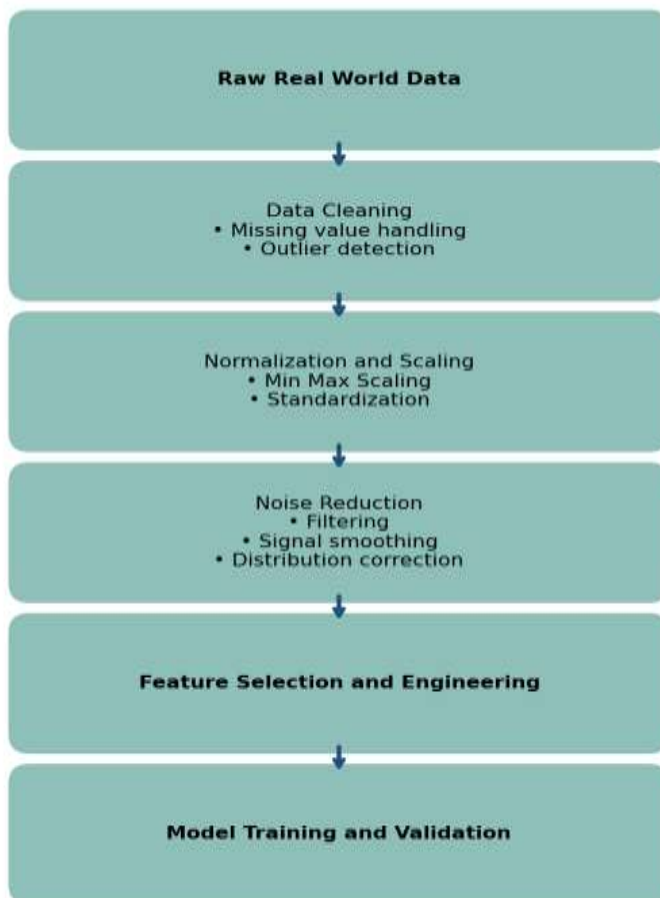 Raw Real World Data
Data Cleaning
• Missing value handling
• Outlier detection
Normalization and Scaling
• Min Max Scaling
• Standardization
Noise Reduction
• Filtering
• Signal smoothing
• Distribution correction
Feature Selection and Engineering
Model Training and Validation